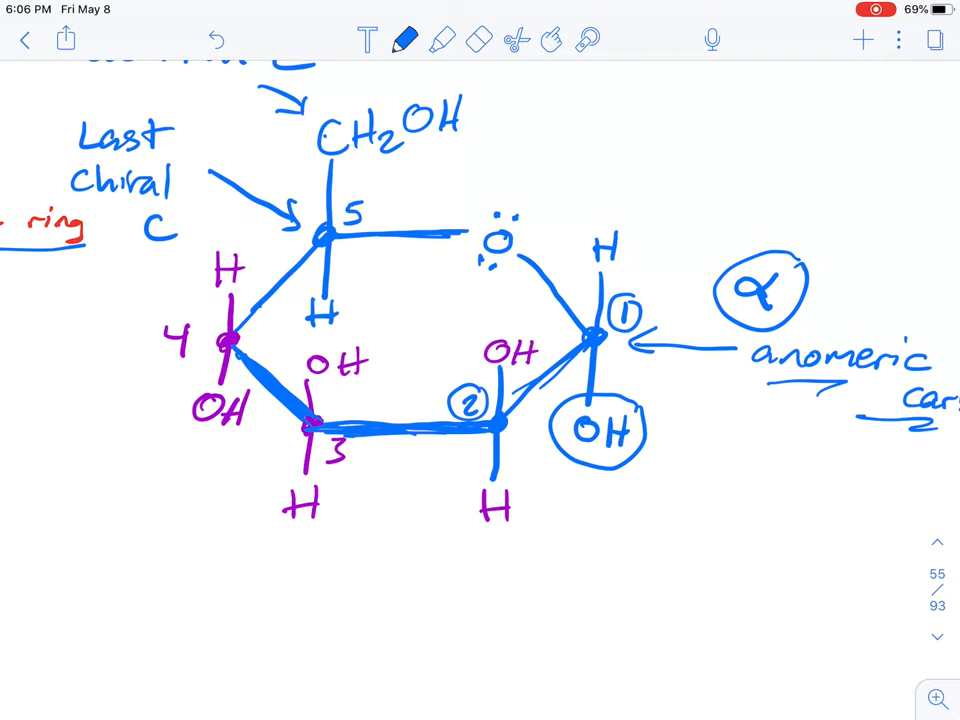 6:06 PM Fri May 8
69%
T
CH2OH
Last
chiral
C
ring
5
O
H
H
1
α
H
4
OH
OH
2
anomeric
car
OH
3
OH
H
H
55
/
93